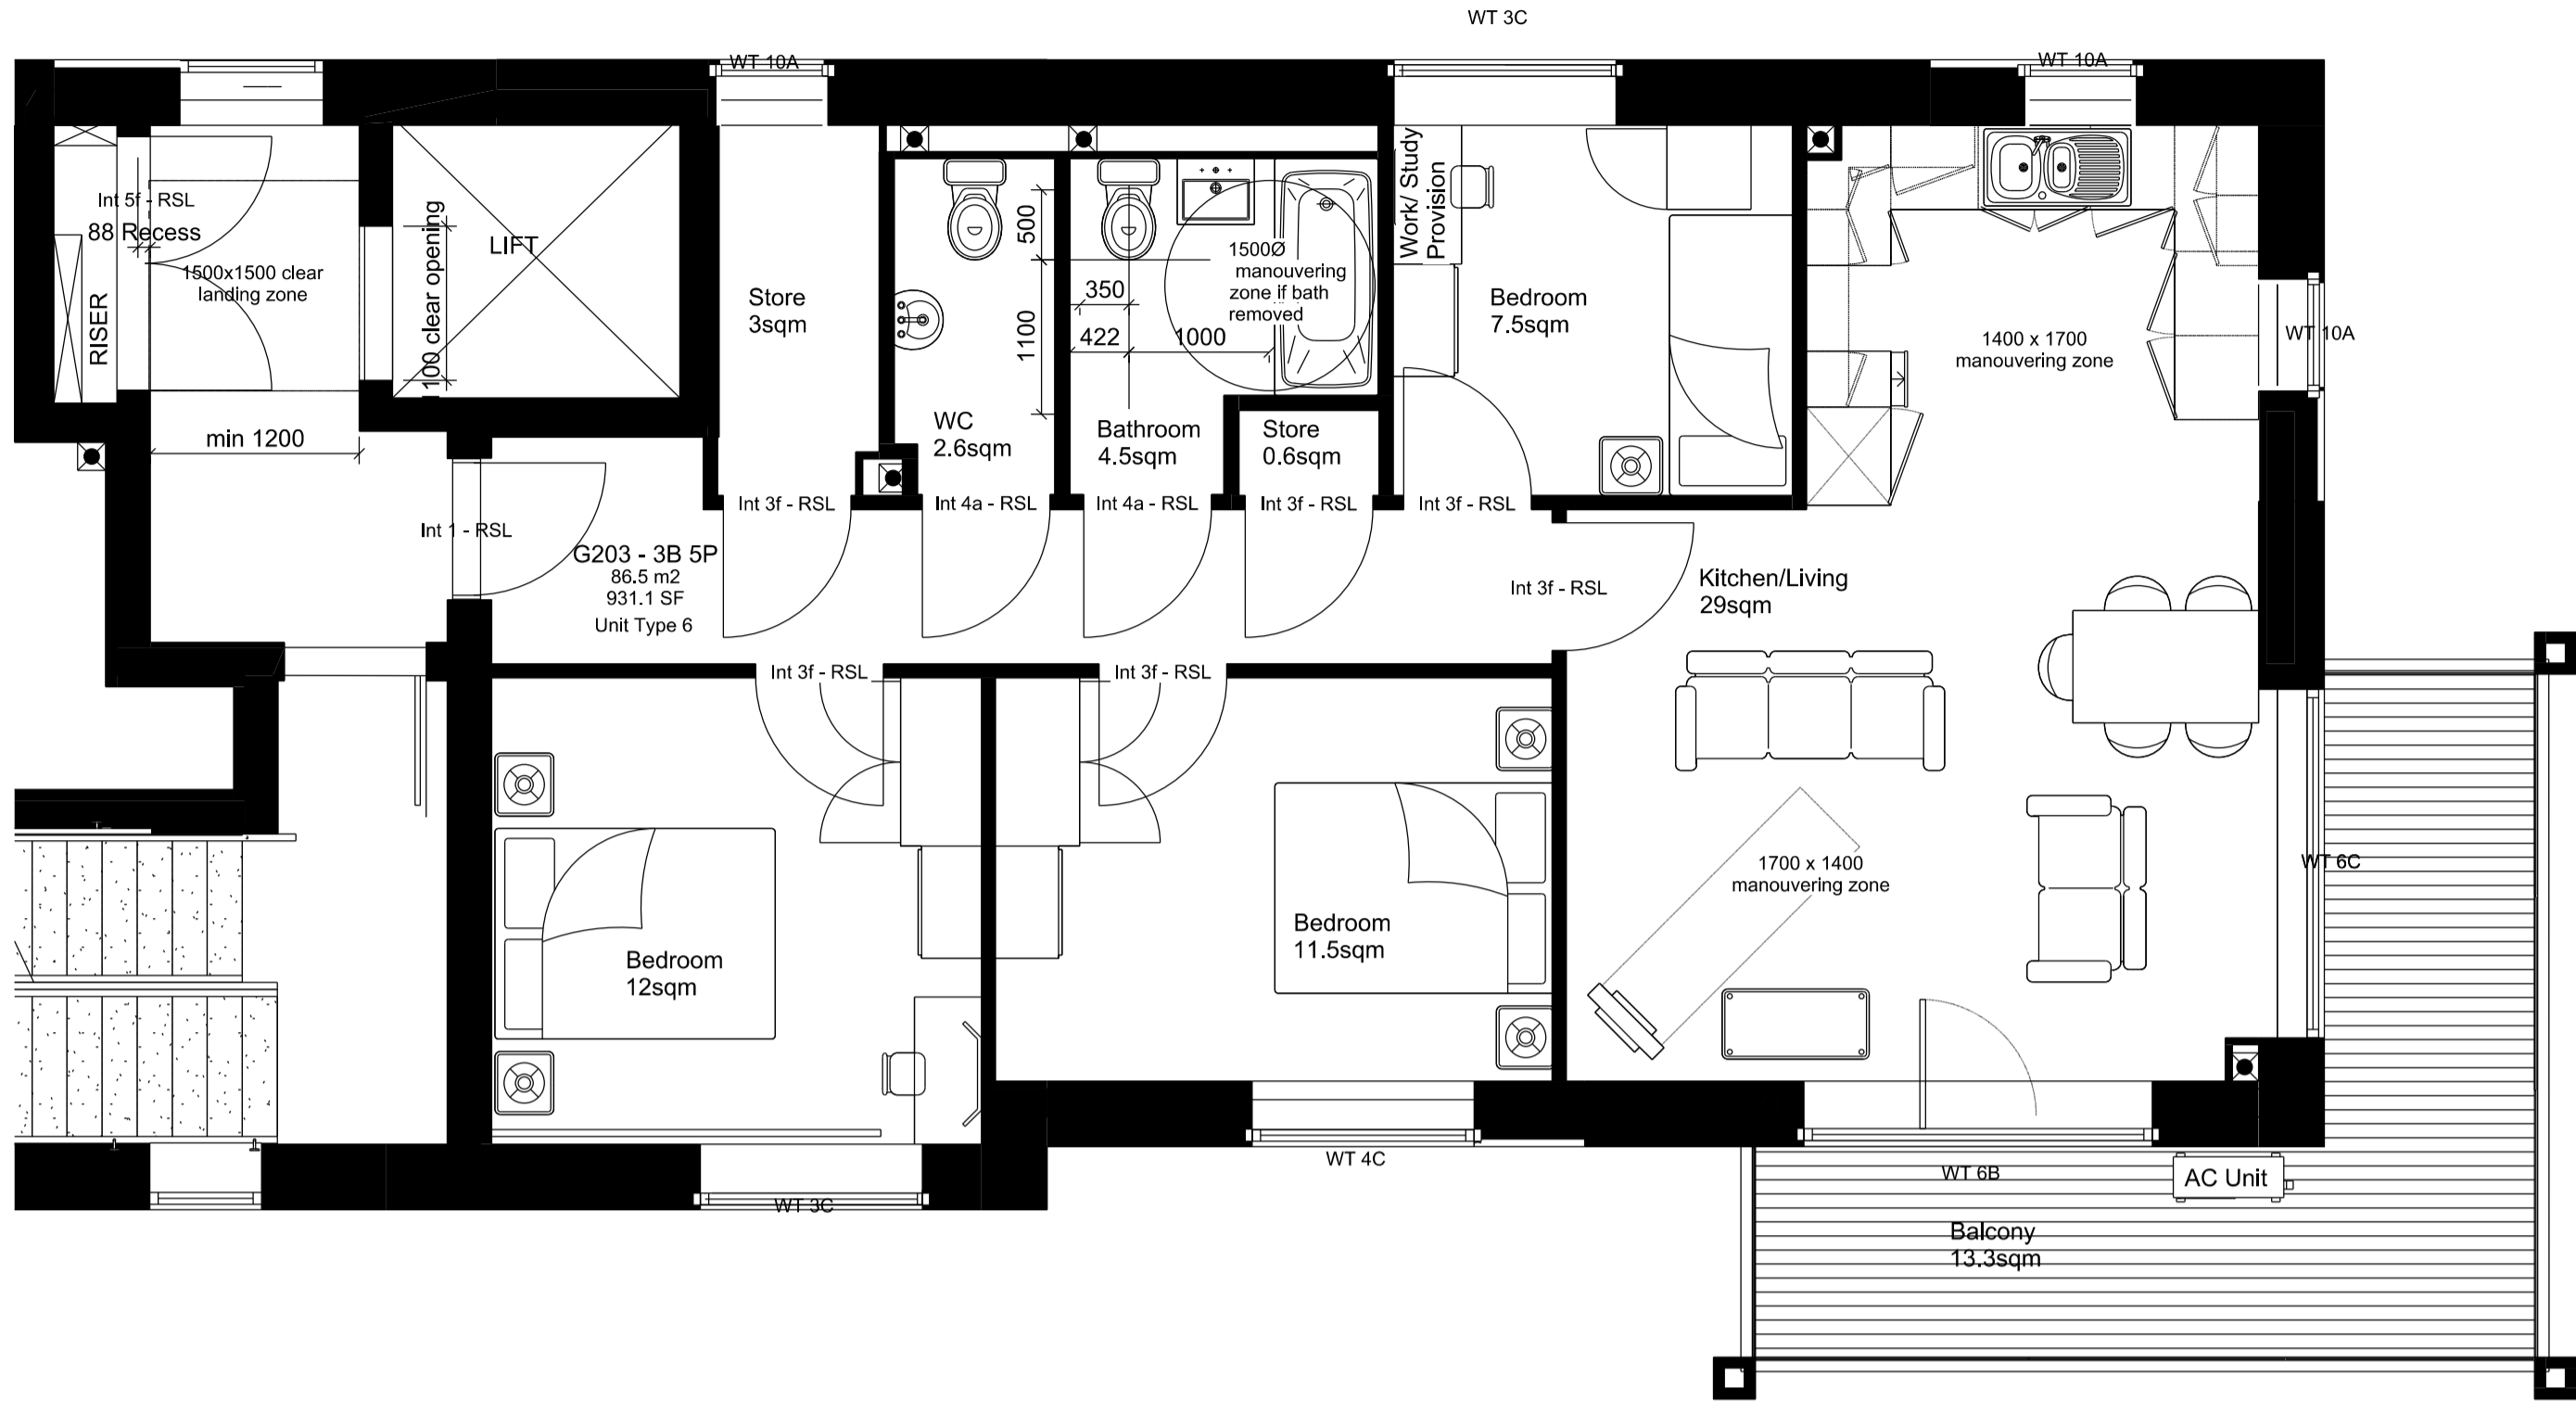 WT 3C
WT 10A
WT 10A
Int 5f - RSL
88 Recess
1500x1500 clear
landing zone
RISER
min 1200
1100 clear opening
LIFT
Store
3sqm
500
1100
WC
2.6sqm
350
422
1000
1500Ø
manouvering
zone if bath
removed
Bathroom
4.5sqm
Store
0.6sqm
Work/ Study
Provision
Bedroom
7.5sqm
1400 x 1700
manouvering zone
WT 10A
Int 1 - RSL
Int 3f - RSL
Int 4a - RSL
Int 4a - RSL
Int 3f - RSL
Int 3f - RSL
G203 - 3B 5P
86.5 m2
931.1 SF
Unit Type 6
Int 3f - RSL
Kitchen/Living
29sqm
Int 3f - RSL
Int 3f - RSL
Bedroom
12sqm
Bedroom
11.5sqm
1700 x 1400
manouvering zone
WT 6C
WT 3C
WT 4C
WT 6B
AC Unit
Balcony
13.3sqm